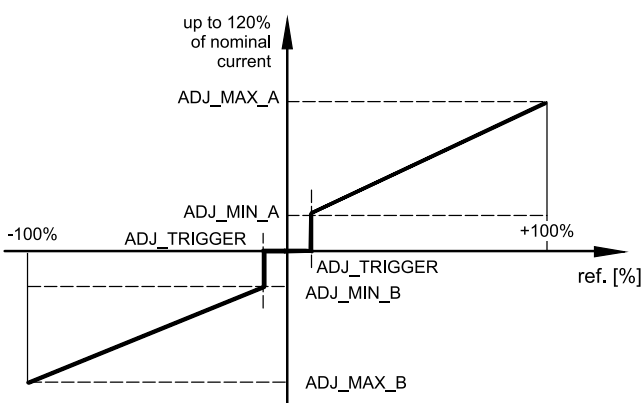 up to 120%
of nominal
current
ADJ_MAX_A
ADJ_MIN_A
-100%
ADJ_TRIGGER
+100%
ADJ_TRIGGER
ref. [%]
ADJ_MIN_B
ADJ_MAX_B